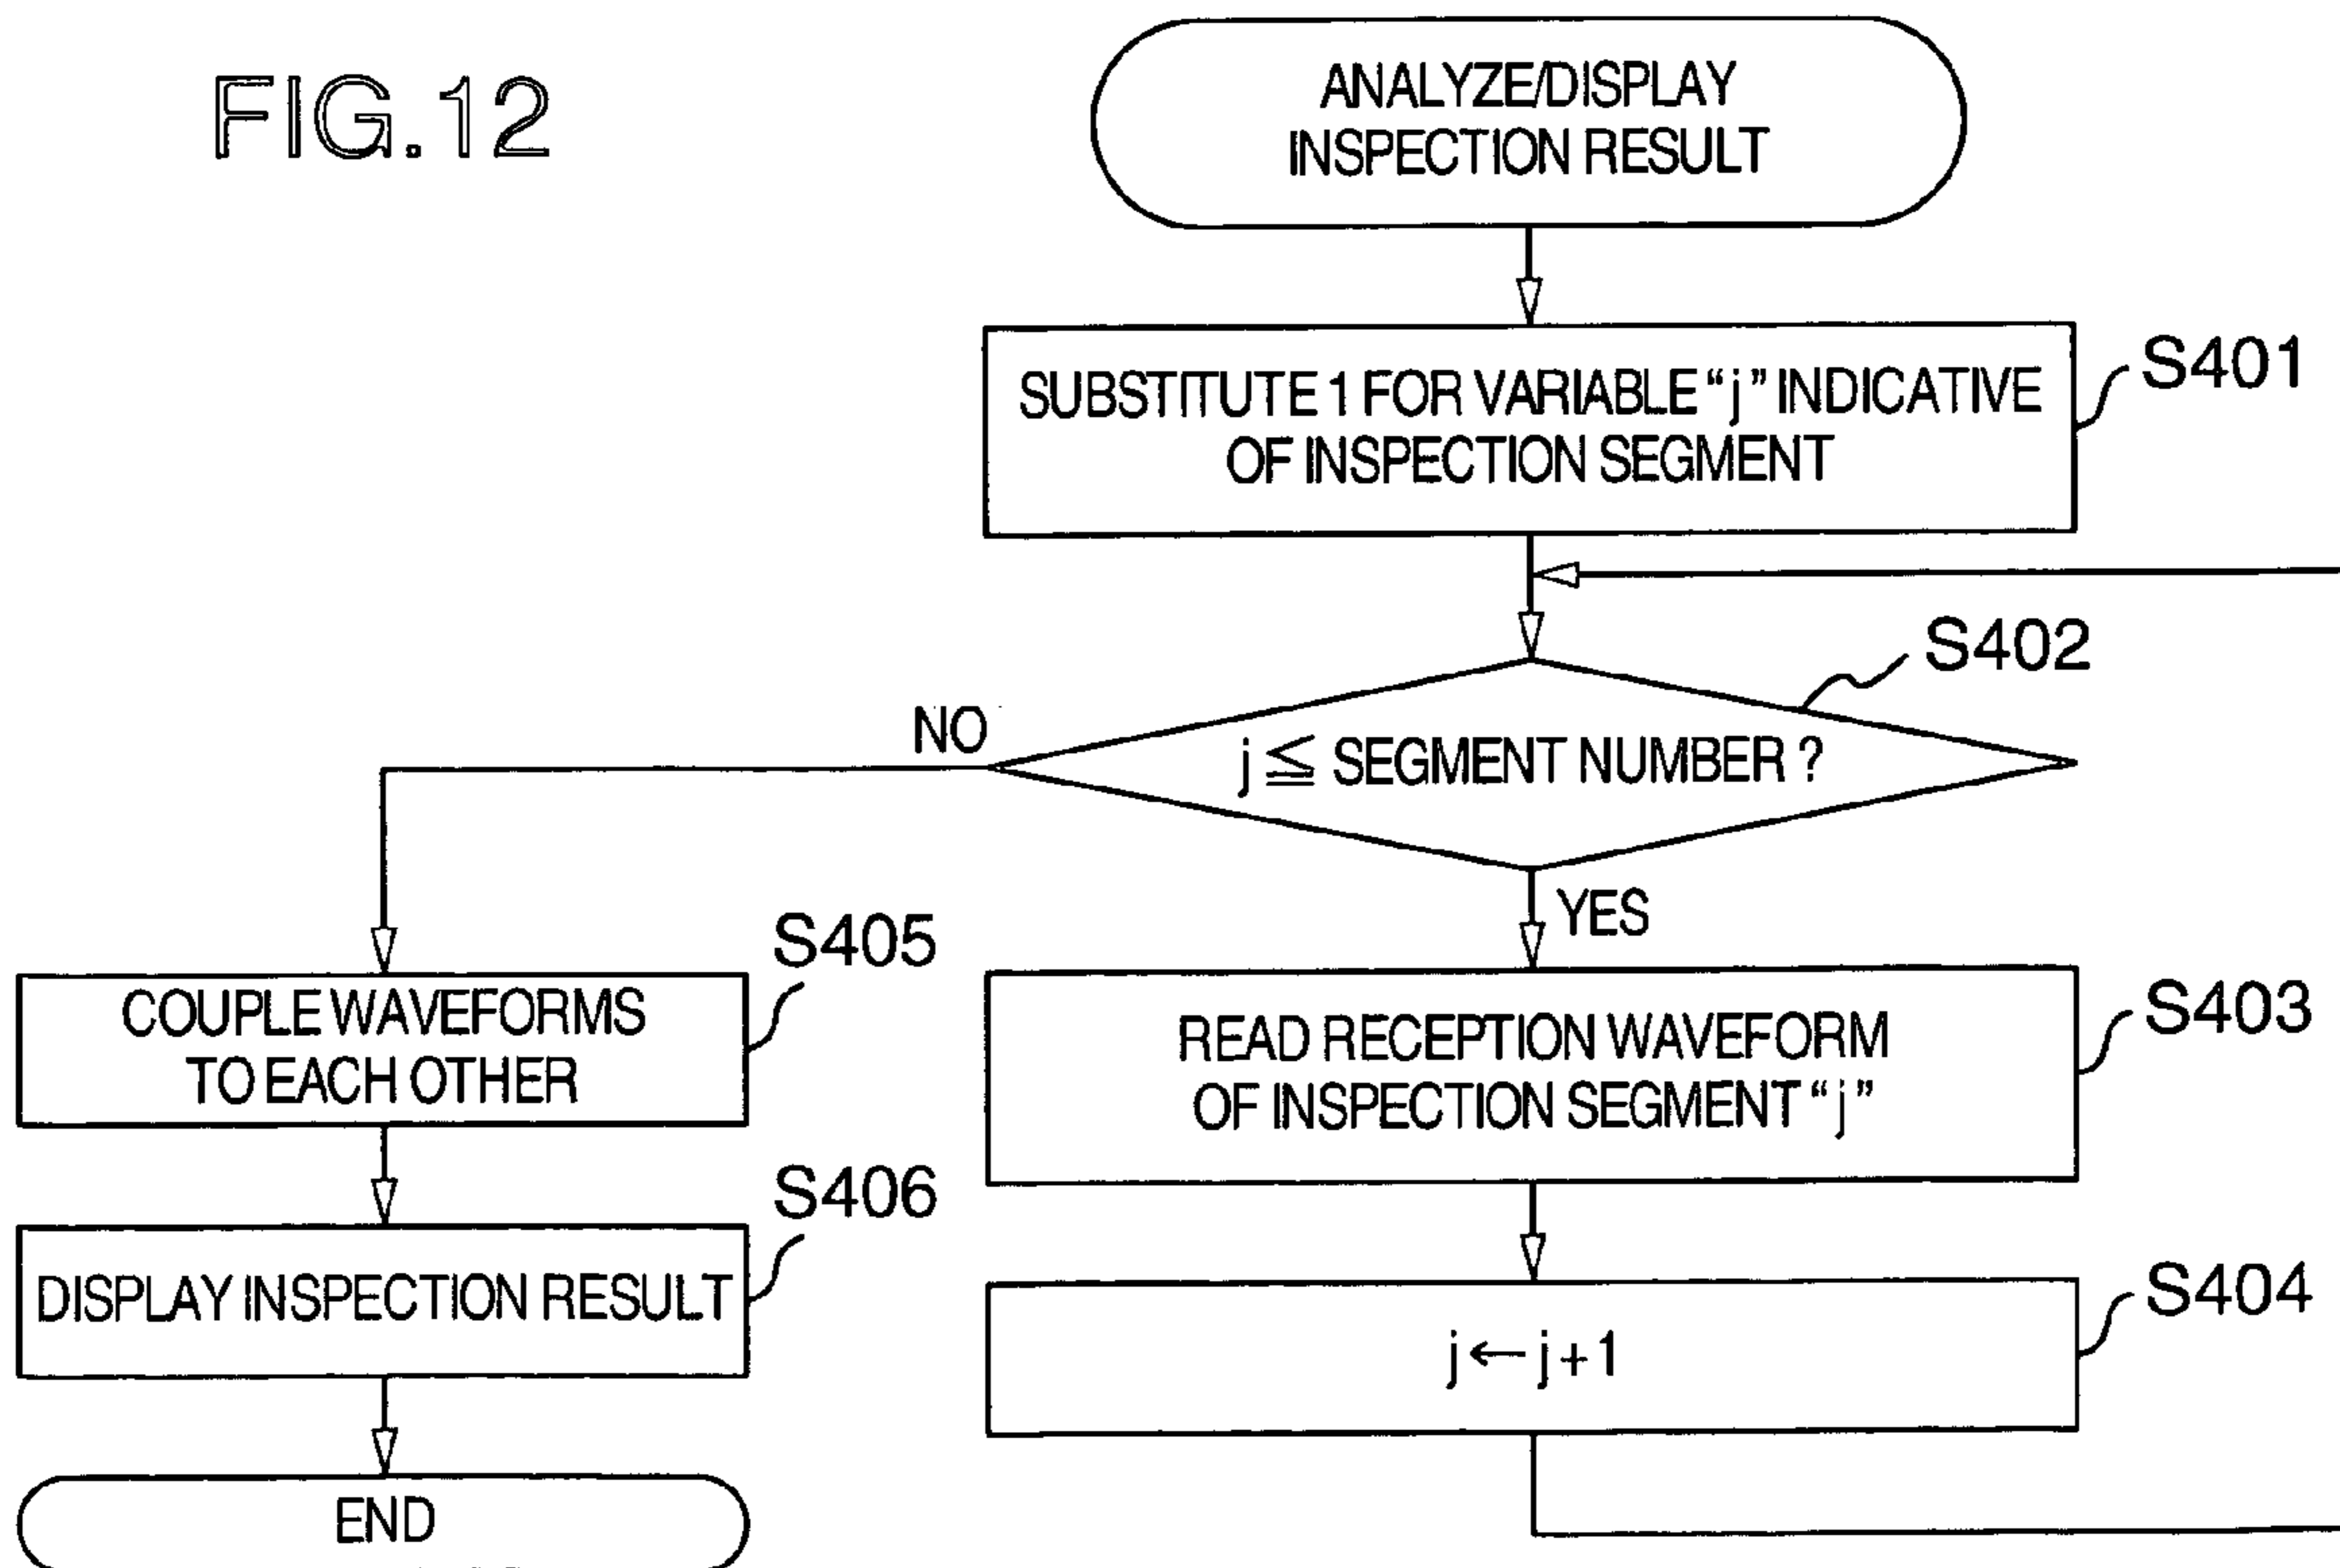 FIG.12
ANALYZE/DISPLAY
INSPECTION RESULT
SUBSTITUTE 1 FOR VARIABLE "j" INDICATIVE
OF INSPECTION SEGMENT
S401
S402
j ≦ SEGMENT NUMBER ?
NO
YES
READ RECEPTION WAVEFORM
OF INSPECTION SEGMENT "j"
S403
j ← j + 1
S404
COUPLE WAVEFORMS
TO EACH OTHER
S405
DISPLAY INSPECTION RESULT
S406
END